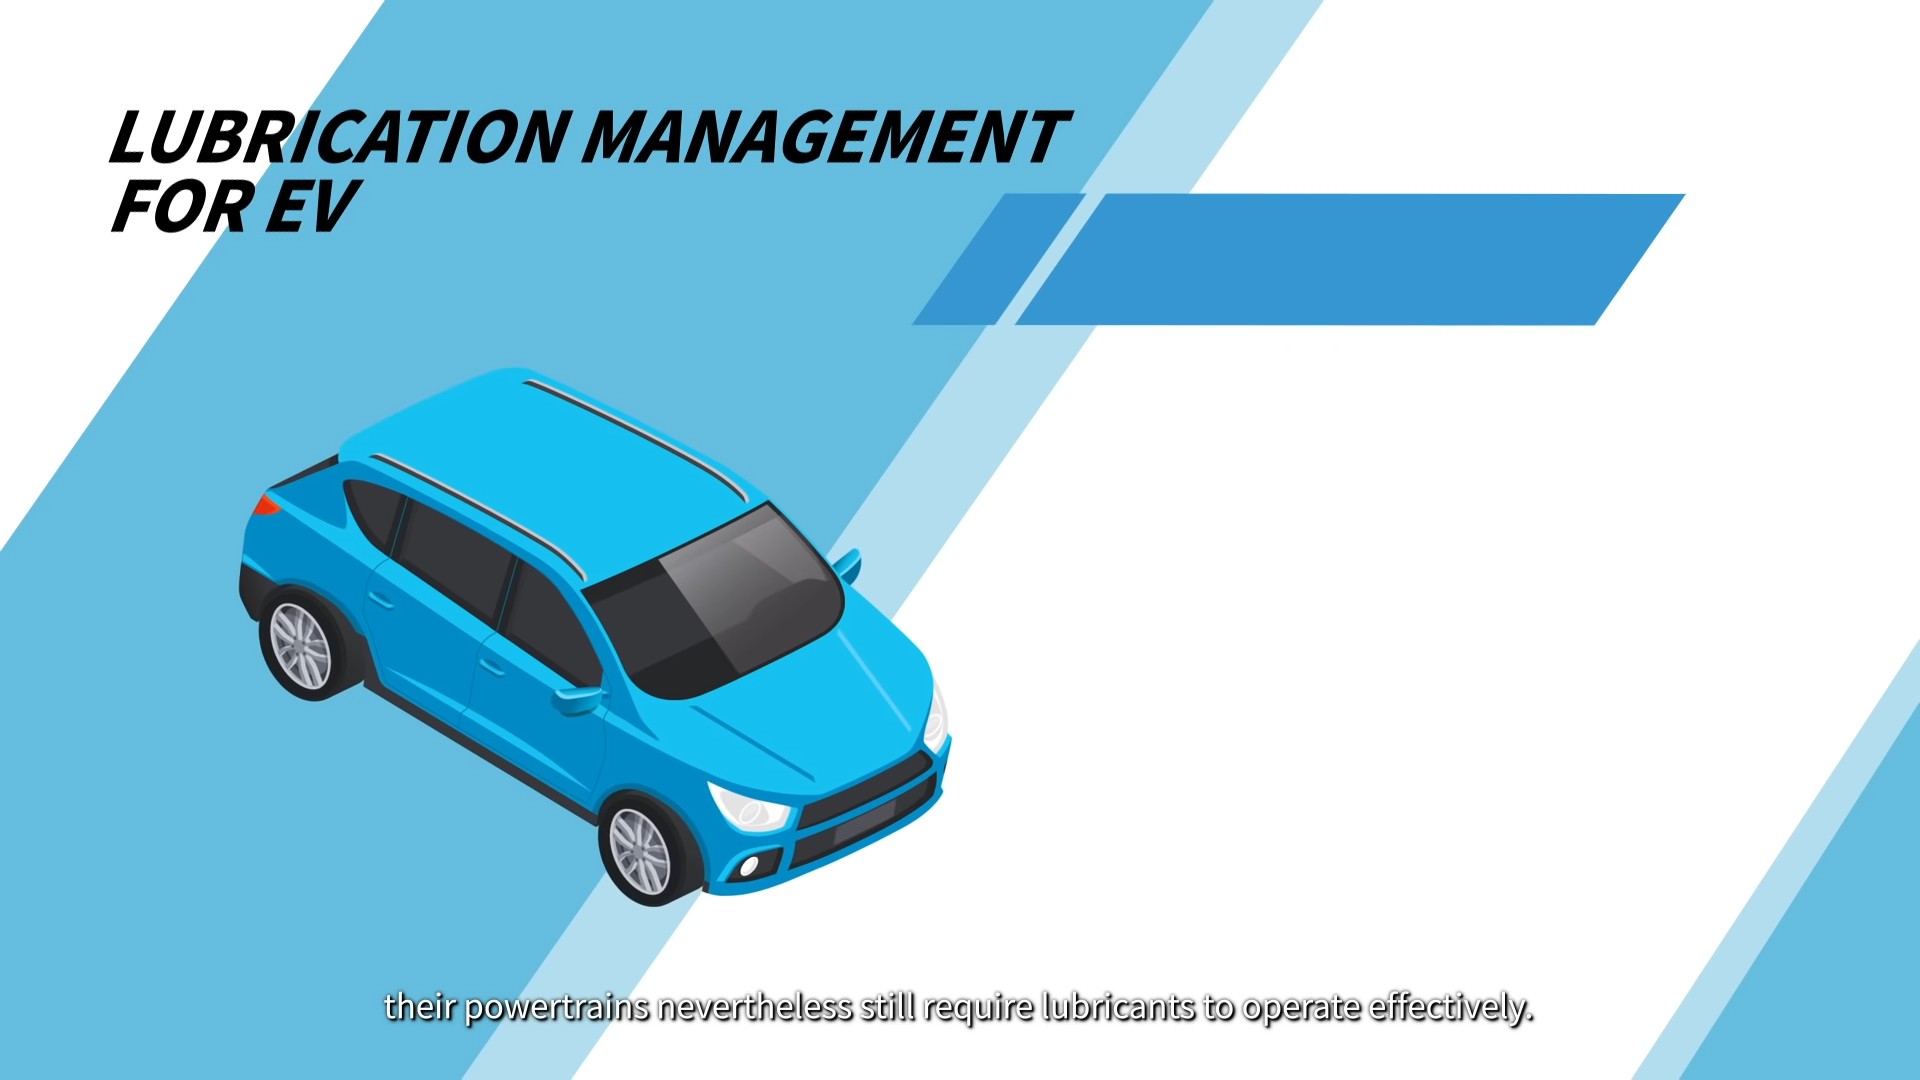 LUBRICATION MANAGEMENT
FOR EV
their powertrains nevertheless still require lubricants to operate effectively.